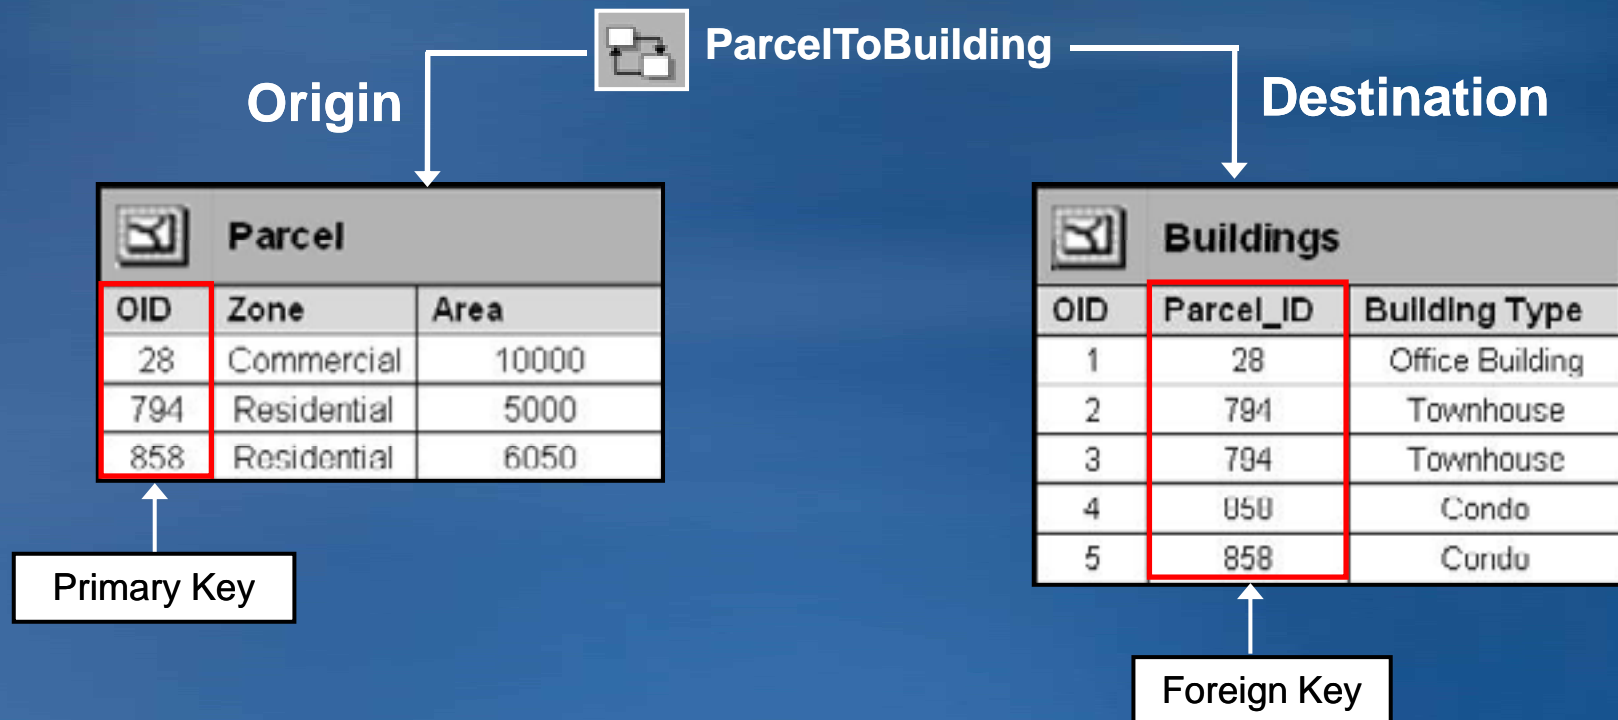 ParcelToBuilding
Origin
Destination
Parcel
OID Zone Area
28 Commercial 10000
794 Residential 5000
858 Residential 6050
Primary Key
Buildings
OID Parcel_ID Building Type
1 28 Office Building
2 794 Townhouse
3 794 Townhouse
4 858 Condo
5 858 Condo
Foreign Key